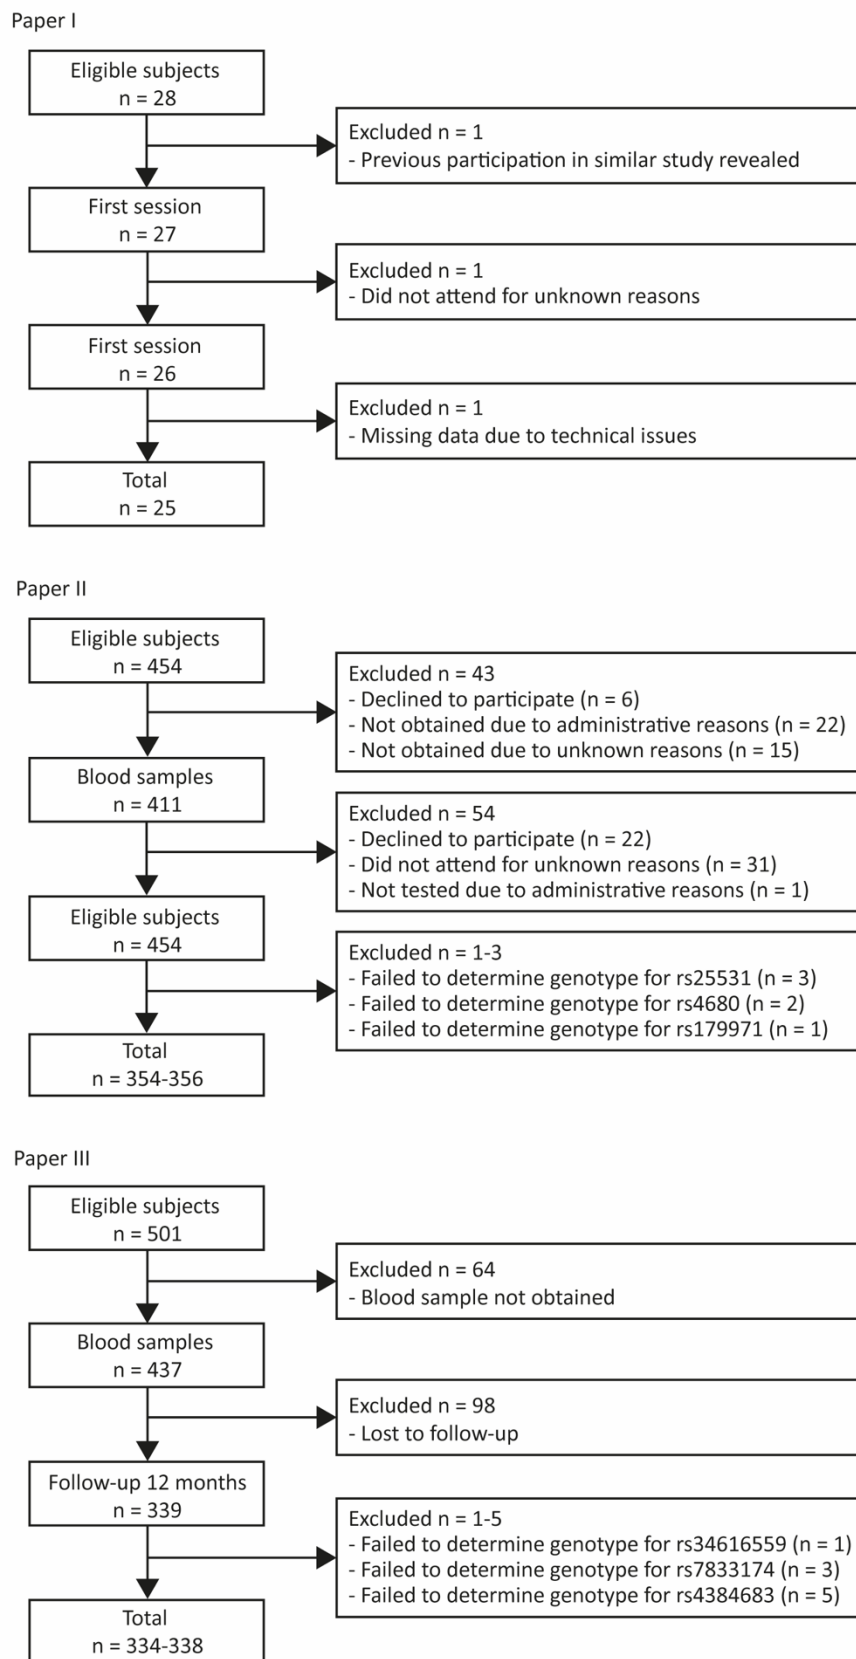 Paper I
Eligible subjects
n = 28
Excluded n = 1
- Previous participation in similar study revealed
First session
n = 27
Excluded n = 1
- Did not attend for unknown reasons
First session
n = 26
Excluded n = 1
- Missing data due to technical issues
Total
n = 25
Paper II
Eligible subjects
n = 454
Excluded n = 43
- Declined to participate (n = 6)
- Not obtained due to administrative reasons (n = 22)
- Not obtained due to unknown reasons (n = 15)
Blood samples
n = 411
Excluded n = 54
- Declined to participate (n = 22)
- Did not attend for unknown reasons (n = 31)
- Not tested due to administrative reasons (n = 1)
Eligible subjects
n = 454
Excluded n = 1-3
- Failed to determine genotype for rs25531 (n = 3)
- Failed to determine genotype for rs4680 (n = 2)
- Failed to determine genotype for rs179971 (n = 1)
Total
n = 354-356
Paper III
Eligible subjects
n = 501
Excluded n = 64
- Blood sample not obtained
Blood samples
n = 437
Excluded n = 98
- Lost to follow-up
Follow-up 12 months
n = 339
Excluded n = 1-5
- Failed to determine genotype for rs34616559 (n = 1)
- Failed to determine genotype for rs7833174 (n = 3)
- Failed to determine genotype for rs4384683 (n = 5)
Total
n = 334-338